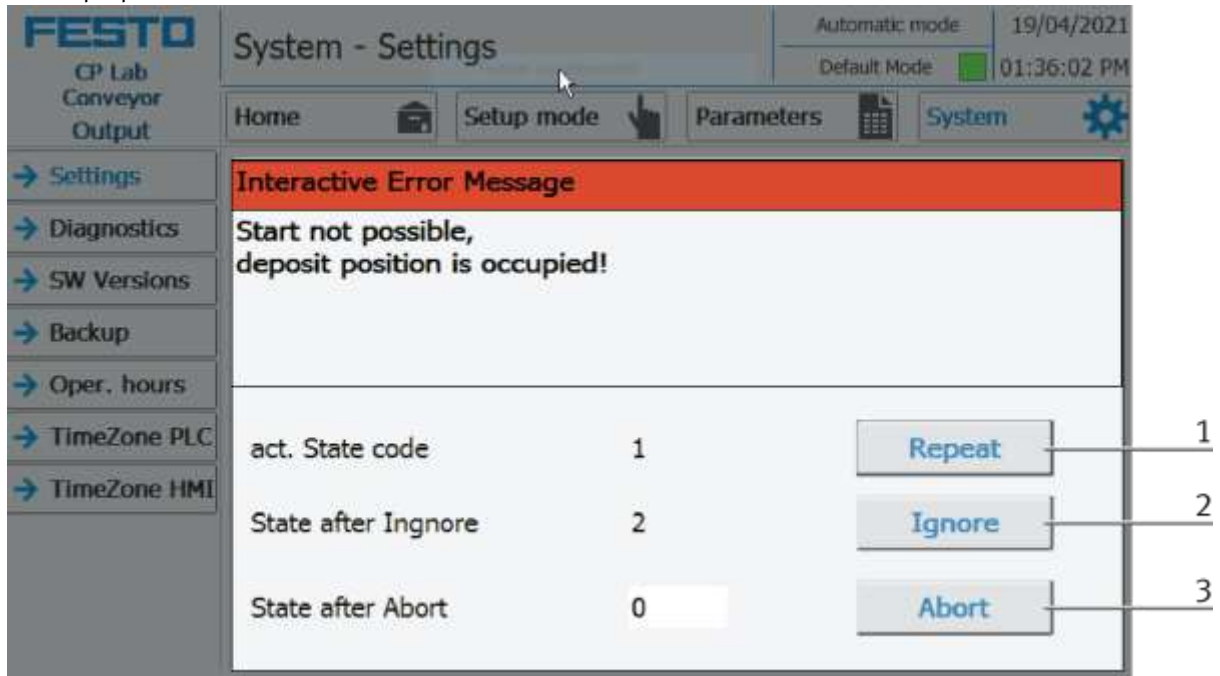 FESTO
CP Lab
Conveyor
Output
System - Settings
Automatic mode
19/04/2021
Default Mode
01:36:02 PM
Home
Setup mode
Parameters
System
Settings
Diagnostics
SW Versions
Backup
Oper. hours
TimeZone PLC
TimeZone HMI
Interactive Error Message
Start not possible,
deposit position is occupied!
act. State code 1 Repeat 1
State after Ingnore 2 Ignore 2
State after Abort 0 Abort 3